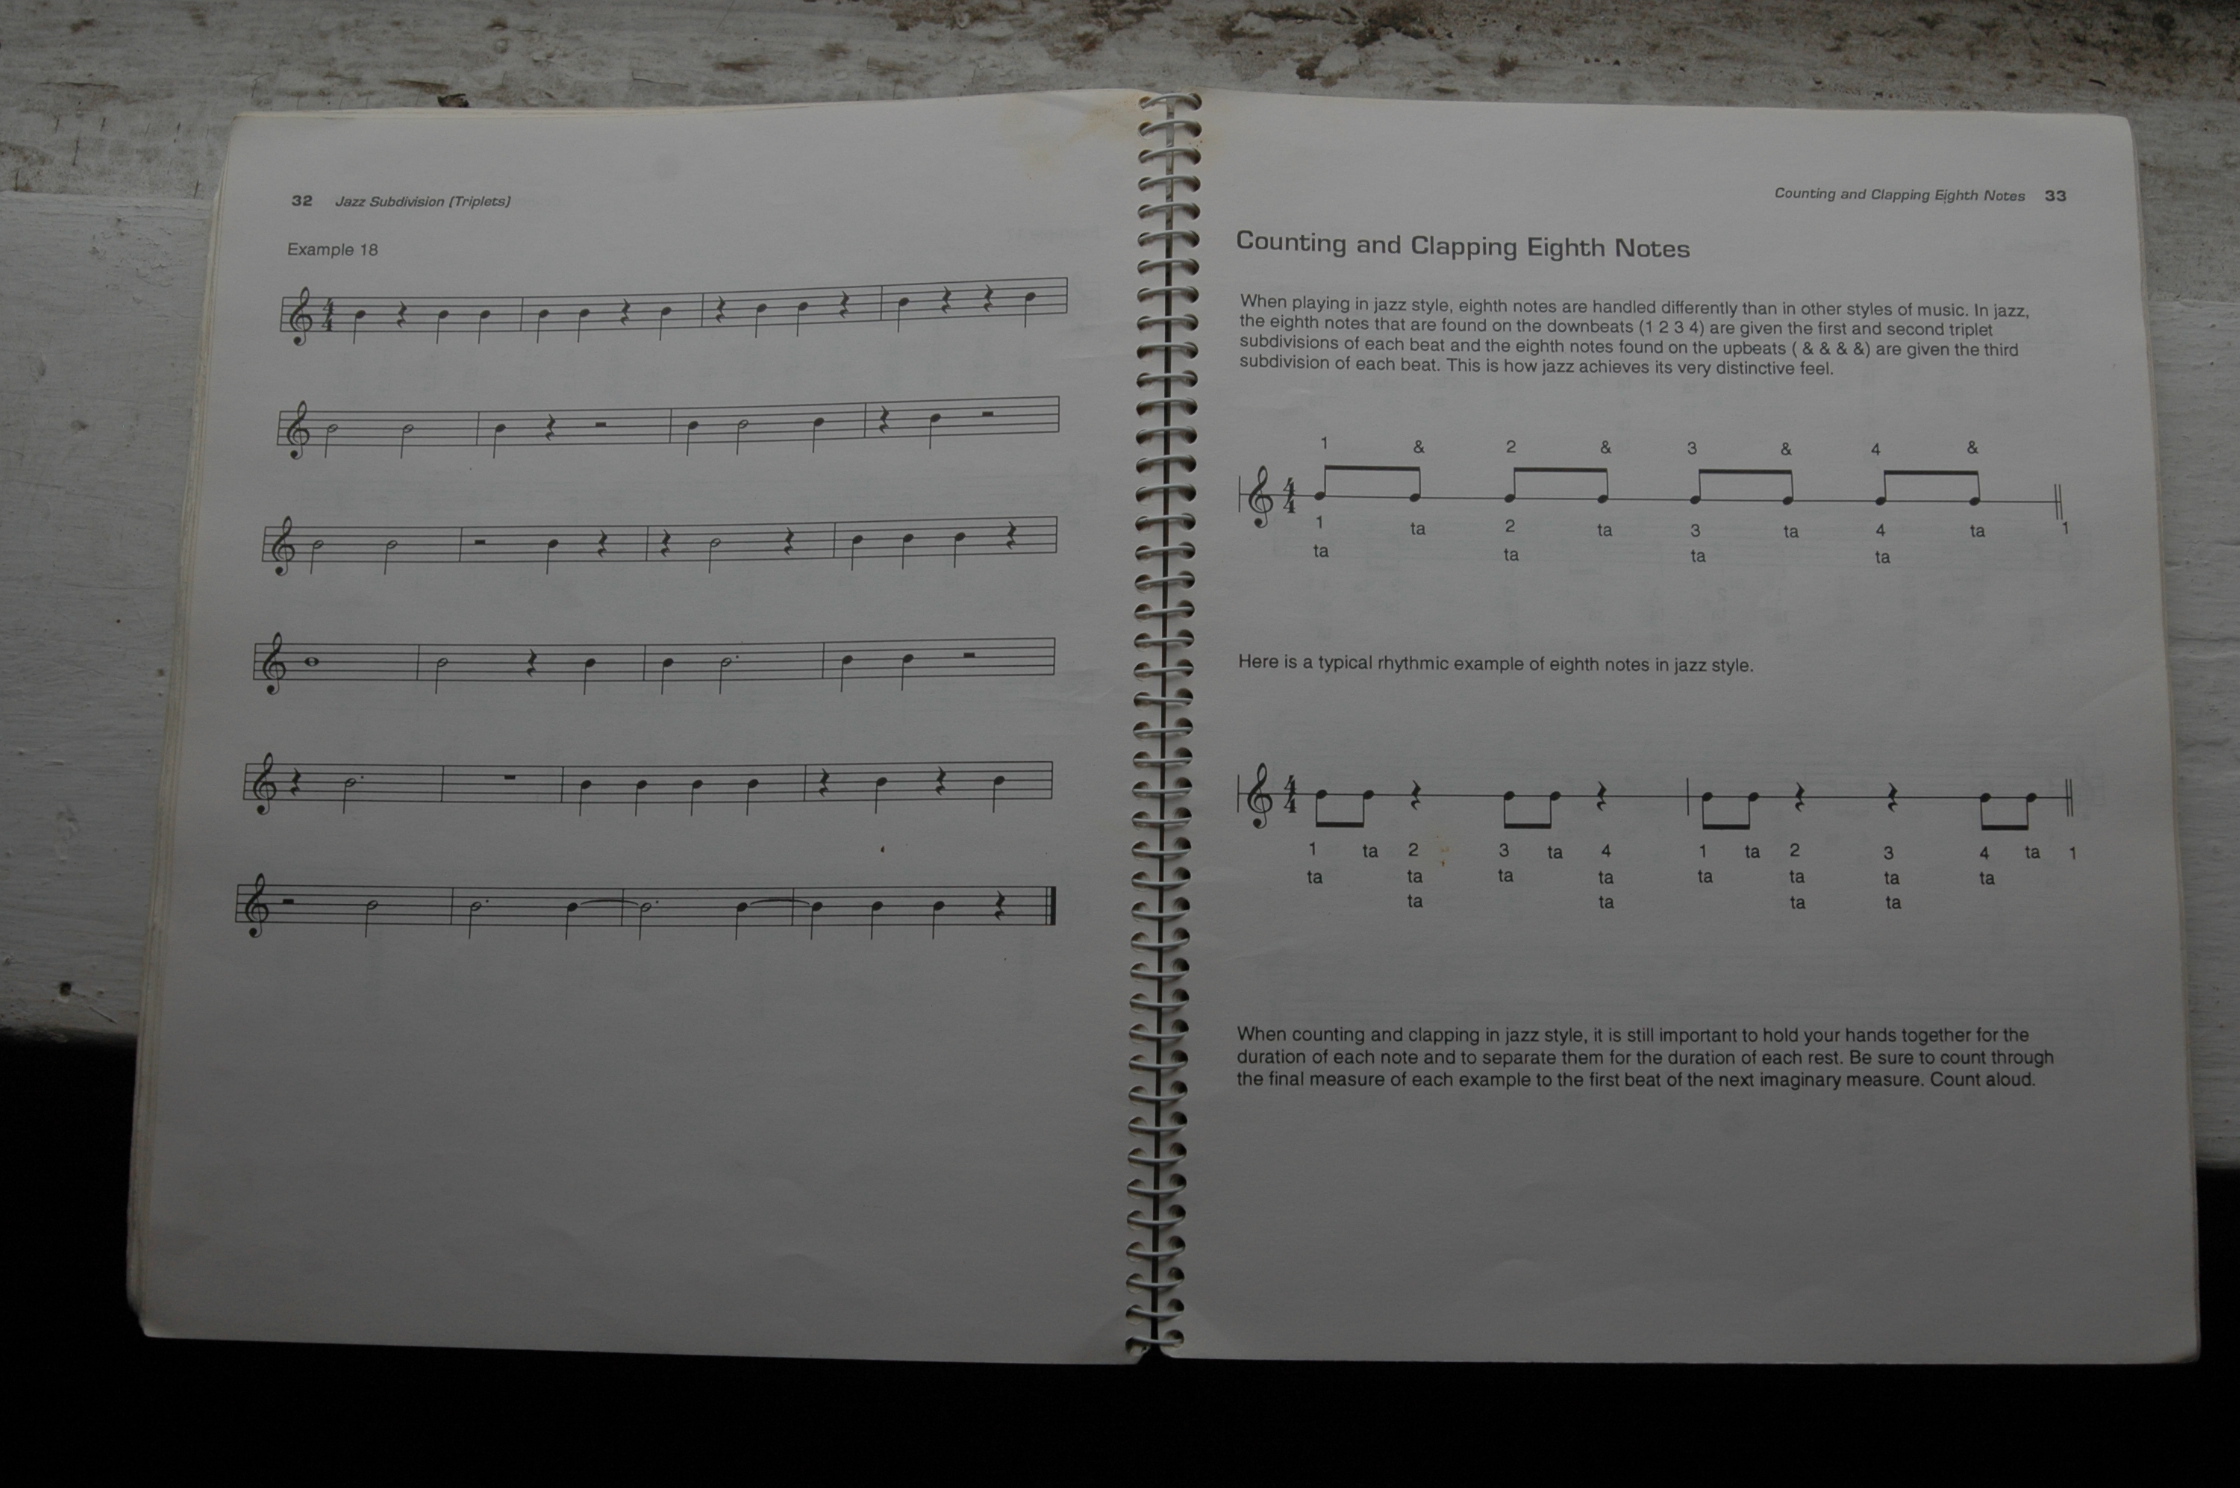 32 Jazz Subdivision (Triplets)
Example 18
4
4
Counting and Clapping Eighth Notes 33
Counting and Clapping Eighth Notes
When playing in jazz style, eighth notes are handled differently than in other styles of music. In jazz,
the eighth notes that are found on the downbeats (1 2 3 4) are given the first and second triplet
subdivisions of each beat and the eighth notes found on the upbeats ( & & & &) are given the third
subdivision of each beat. This is how jazz achieves its very distinctive feel.
1 & 2 & 3 & 4 &
4
4
1 ta 2 ta 3 ta 4 ta 1
ta ta ta ta
Here is a typical rhythmic example of eighth notes in jazz style.
4
4
1 ta 2 3 ta 4 1 ta 2 3 4 ta 1
ta ta ta ta ta ta ta ta
ta ta ta ta
When counting and clapping in jazz style, it is still important to hold your hands together for the
duration of each note and to separate them for the duration of each rest. Be sure to count through
the final measure of each example to the first beat of the next imaginary measure. Count aloud.